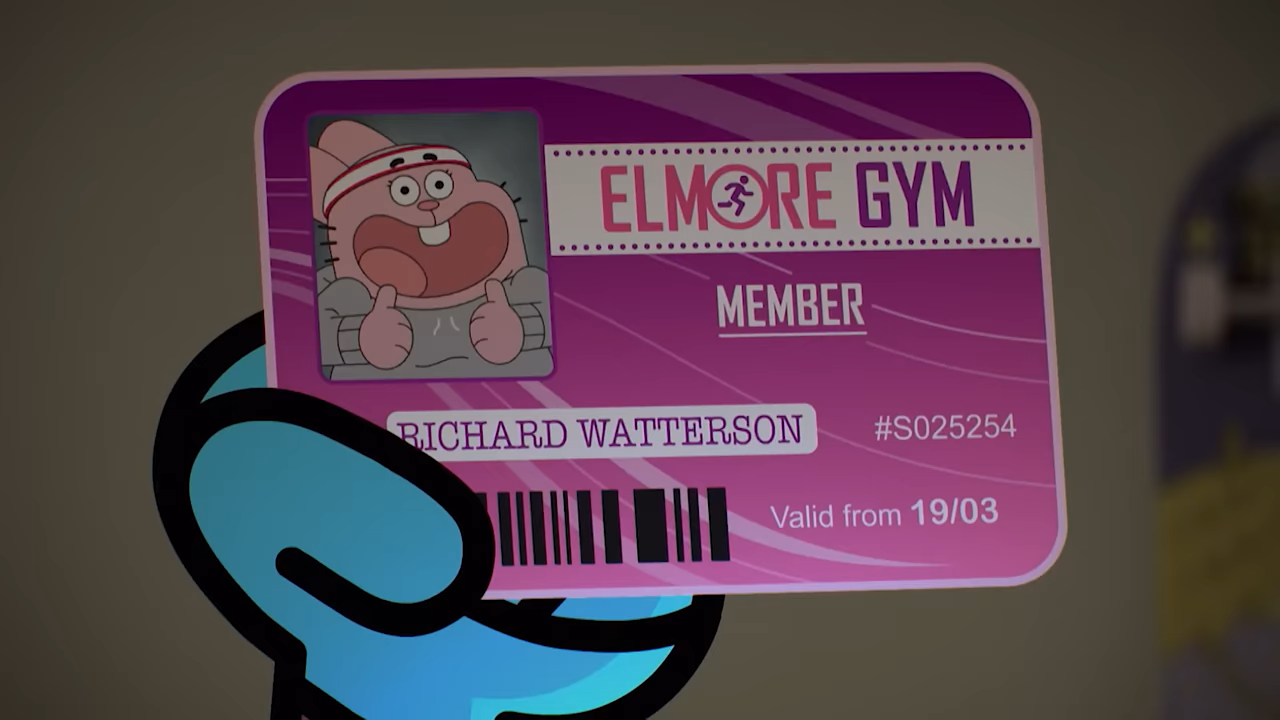 ELMORE GYM
MEMBER
RICHARD WATTERSON
#S025254
Valid from 19/03